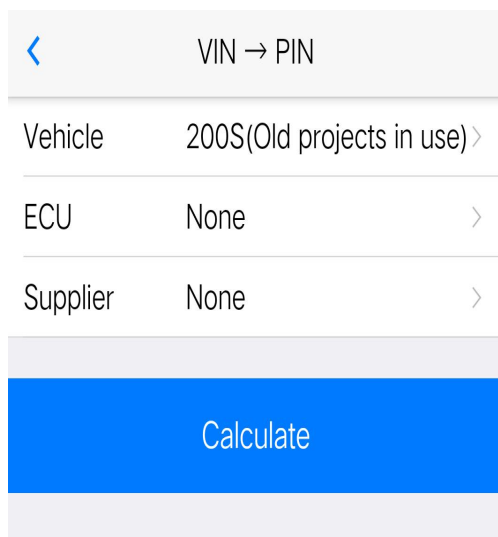 VIN → PIN
Vehicle 200S(Old projects in use)
ECU None
Supplier None
Calculate